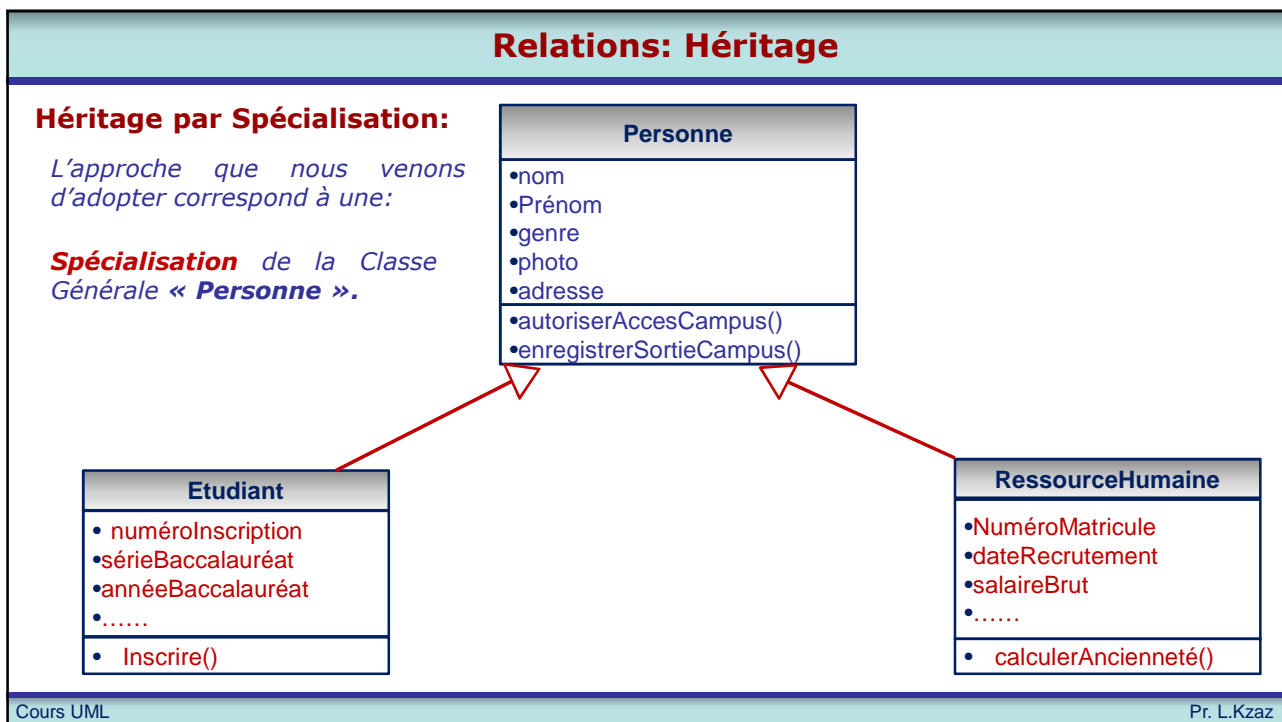 Relations: Héritage
Héritage par Spécialisation:
L’approche que nous venons
d’adopter correspond à une:
Spécialisation de la Classe
Générale « Personne ».
Personne
•nom
•Prénom
•genre
•photo
•adresse
•autoriserAccesCampus()
•enregistrerSortieCampus()
Etudiant
• numéroInscription
•sérieBaccalauréat
•annéeBaccalauréat
•……
• Inscrire()
RessourceHumaine
•NuméroMatricule
•dateRecrutement
•salaireBrut
•……
• calculerAncienneté()
Cours UML
Pr. L.Kzaz